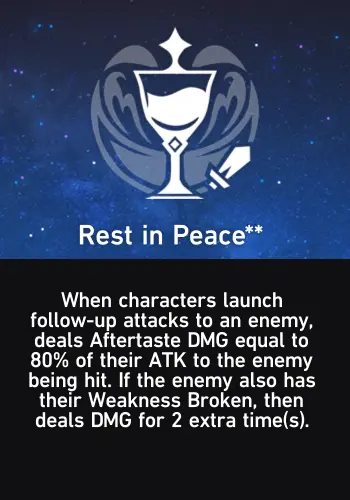 Rest in Peace**
When characters launch
follow-up attacks to an enemy,
deals Aftertaste DMG equal to
80% of their ATK to the enemy
being hit. If the enemy also has
their Weakness Broken, then
deals DMG for 2 extra time(s).